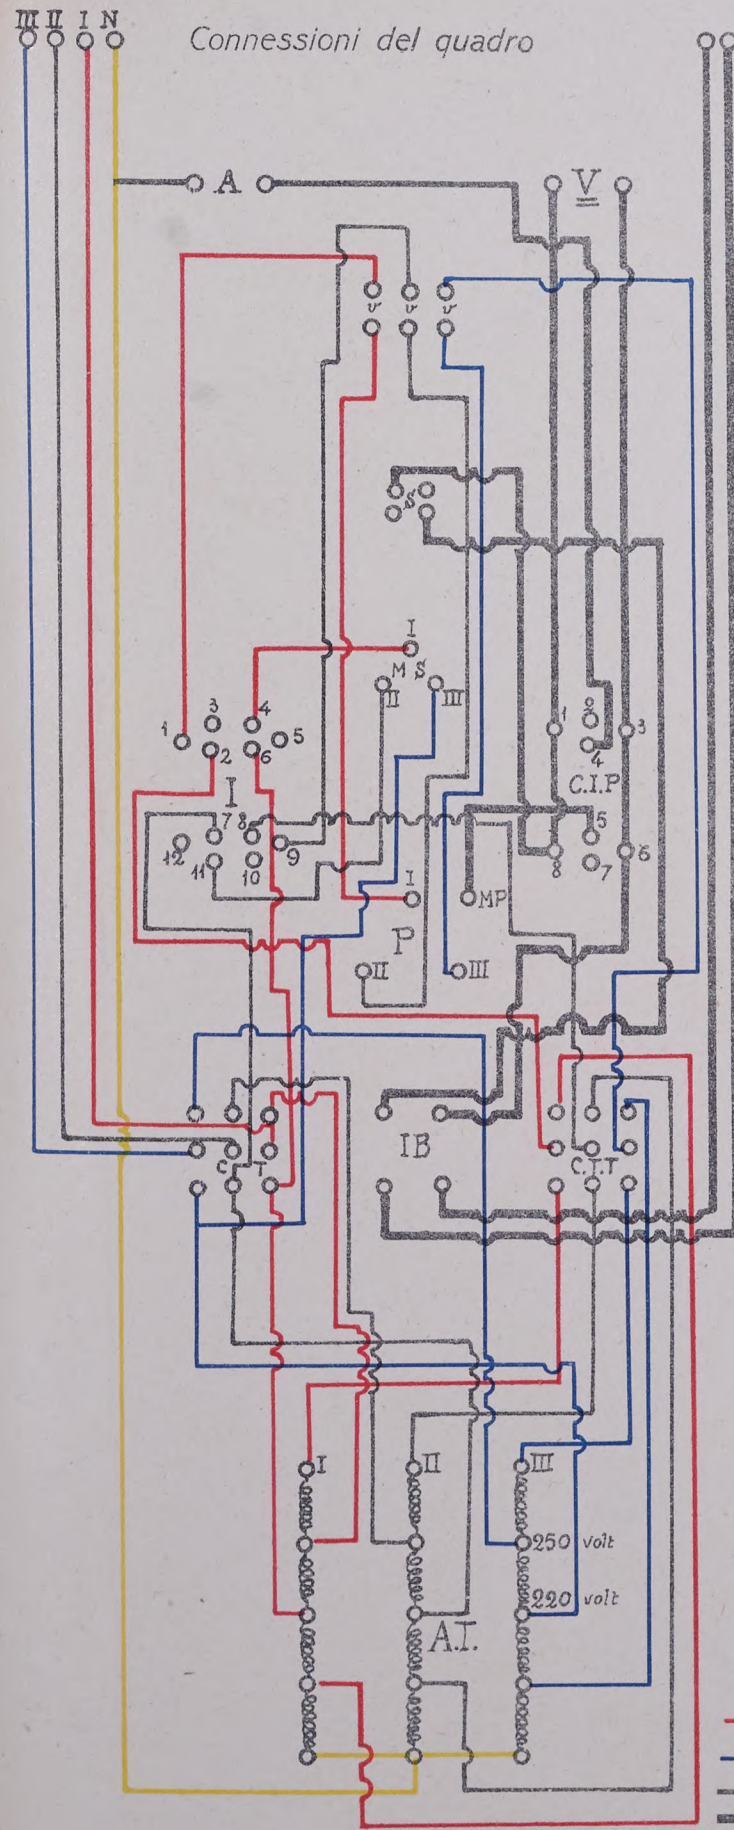 III II I N
Connessioni del quadro
A V
v v v
S
I
M S
II III
3 4
1 2 6 5
I
1 2 3
4
C.I.P
7 8
12 9
11 10
5
8 6
7
I MP
P
II III
IB
C T
C.T.T
I II III
250 volt
220 volt
A.I.